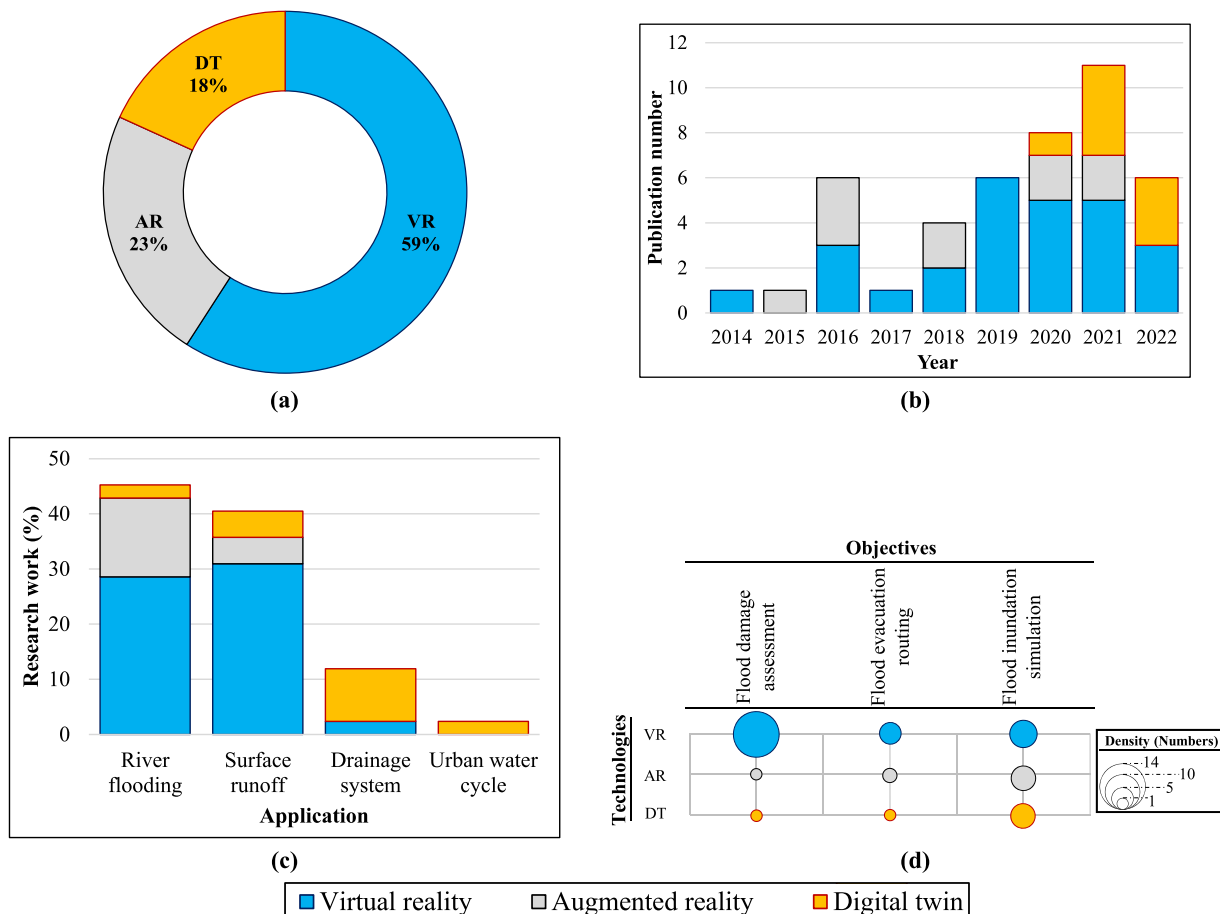 DT
18%
AR
23%
VR
59%
(a)
Publication number
12
10
8
6
4
2
0
2014 2015 2016 2017 2018 2019 2020 2021 2022
Year
(b)
Research work (%)
50
40
30
20
10
0
River flooding
Surface runoff
Drainage system
Urban water cycle
Application
(c)
Objectives
Flood damage
assessment
Flood evacuation
routing
Flood inundation
simulation
Technologies
VR
AR
DT
Density (Numbers)
14
10
5
1
(d)
Virtual reality Augmented reality Digital twin